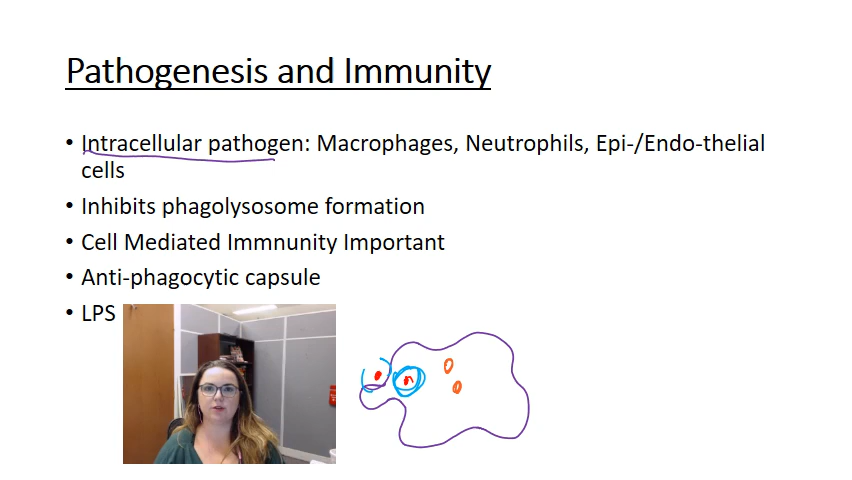 Pathogenesis and Immunity
• Intracellular pathogen: Macrophages, Neutrophils, Epi-/Endo-thelial
cells
• Inhibits phagolysosome formation
• Cell Mediated Immnunity Important
• Anti-phagocytic capsule
• LPS